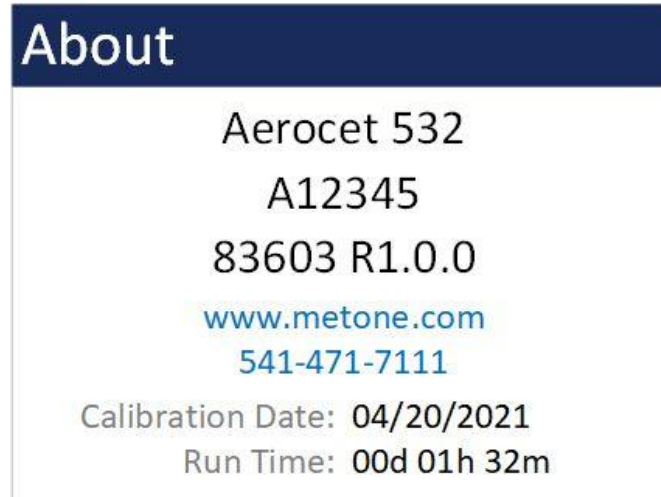 About
Aerocet 532
A12345
83603 R1.0.0
www.metone.com
541-471-7111
Calibration Date: 04/20/2021
Run Time: 00d 01h 32m